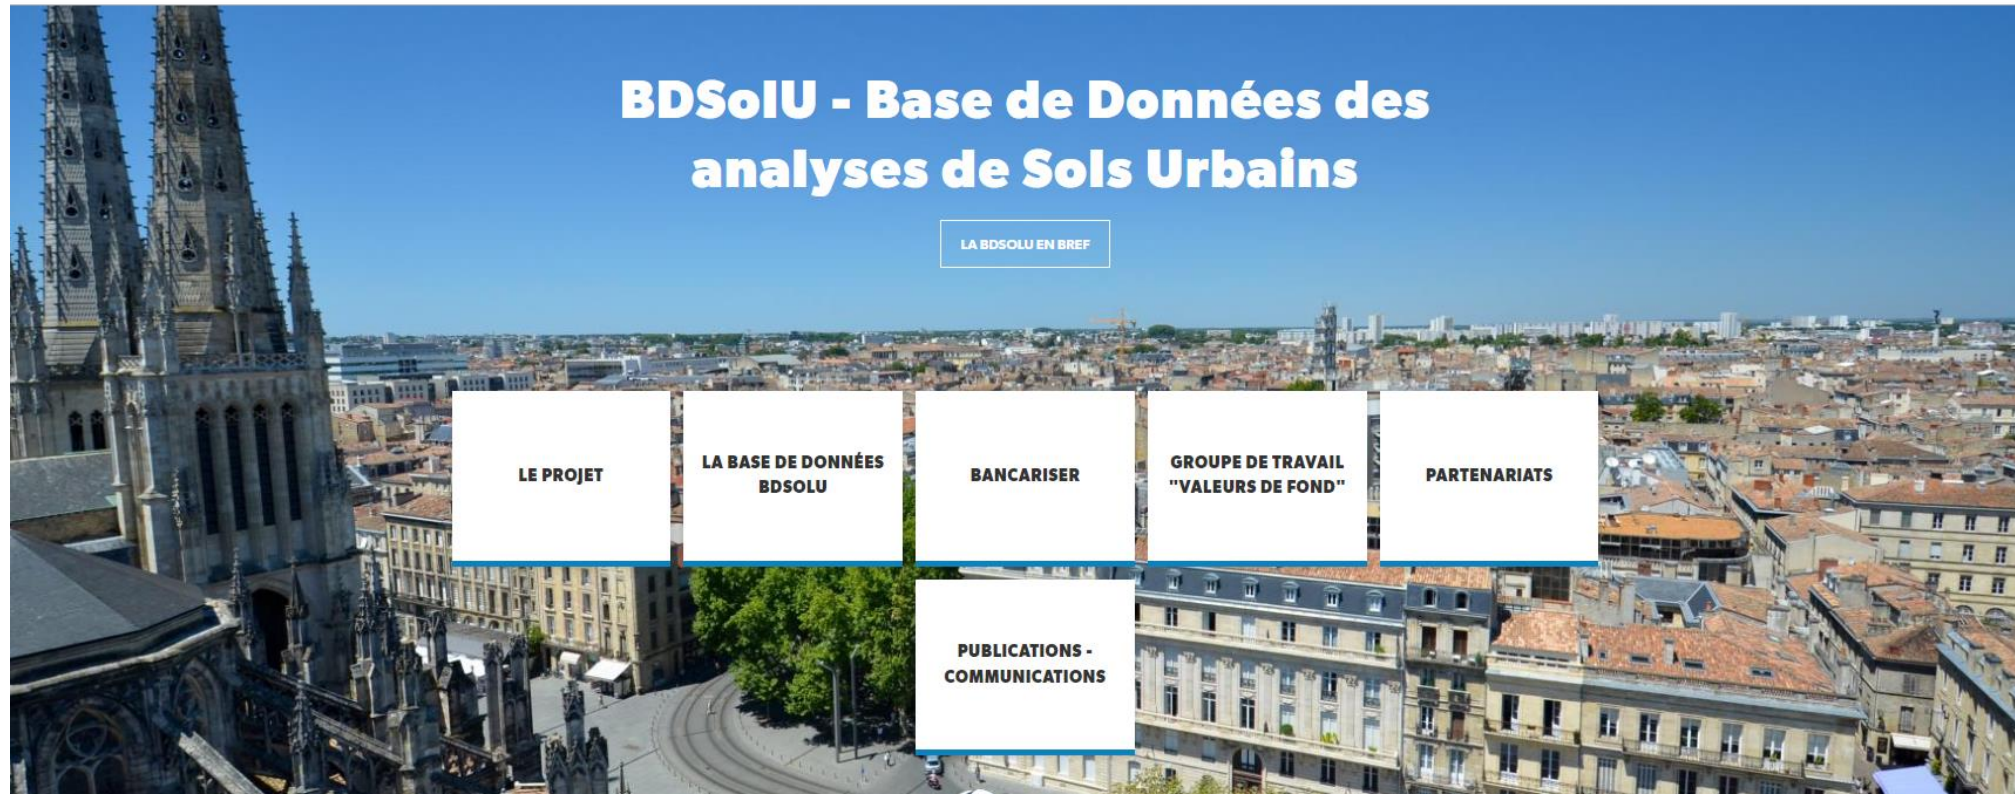 BDSolU - Base de Données des
analyses de Sols Urbains
LA BDSOLU EN BREF
LE PROJET
LA BASE DE DONNÉES
BDSOLU
BANCARISER
GROUPE DE TRAVAIL
"VALEURS DE FOND"
PARTENARIATS
PUBLICATIONS -
COMMUNICATIONS